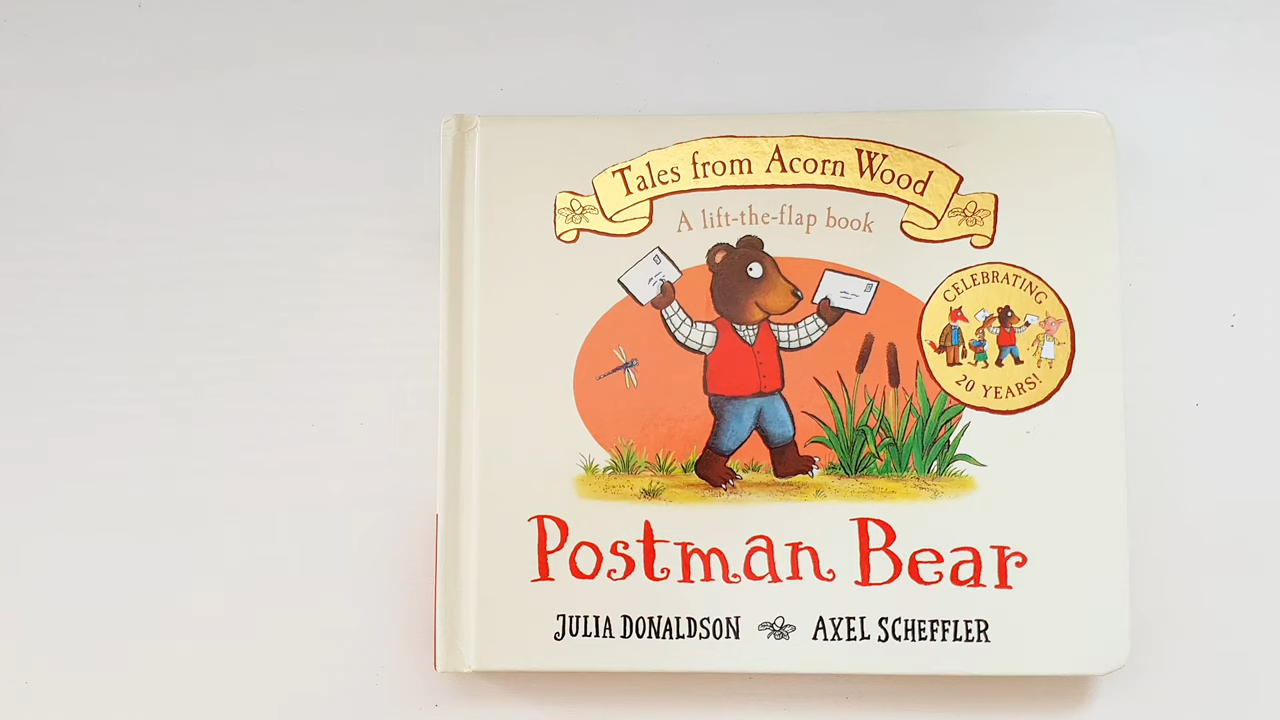 Tales from Acorn Wood
A lift-the-flap book
CELEBRATING
20 YEARS!
Postman Bear
JULIA DONALDSON AXEL SCHEFFLER